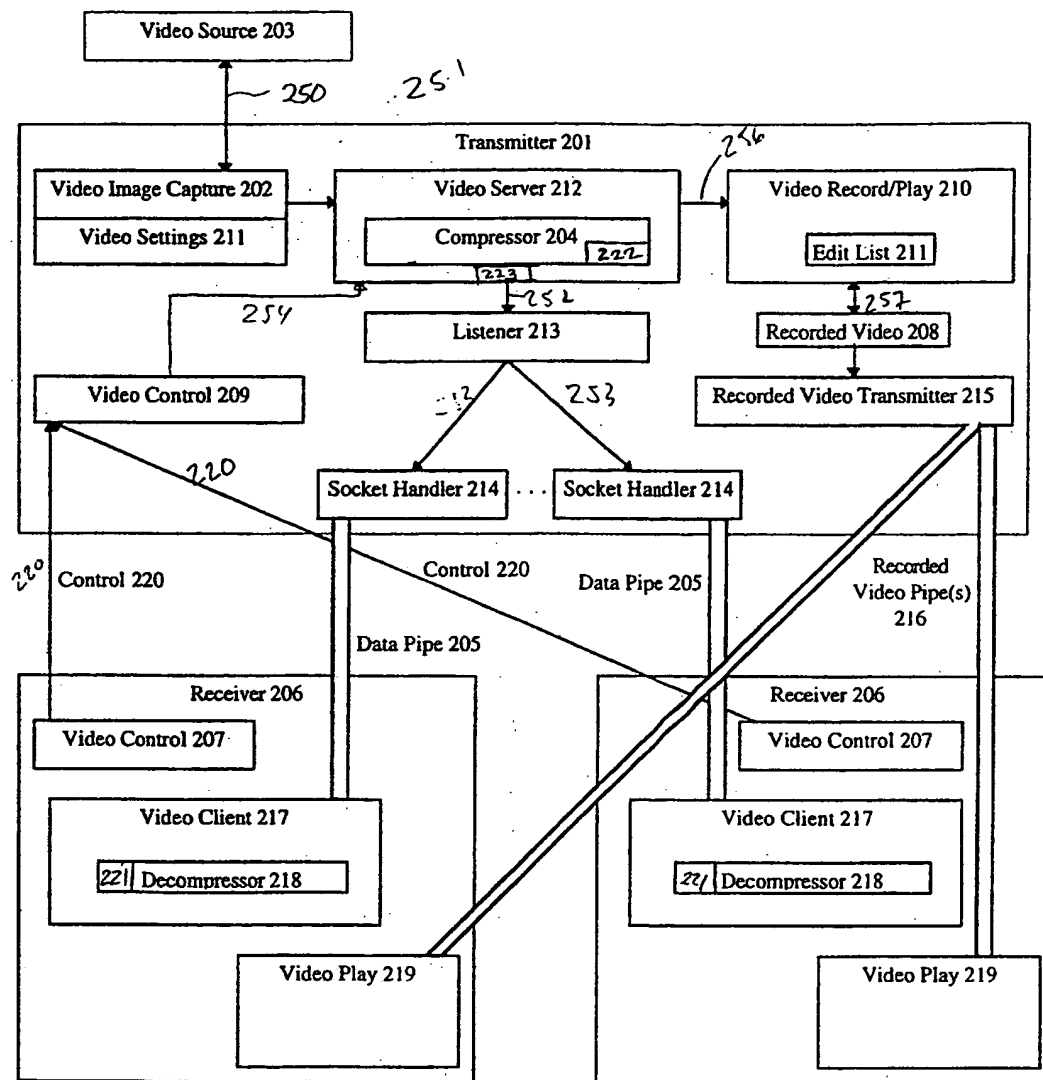 Video Source 203
250
251
Transmitter 201
256
Video Image Capture 202
Video Settings 211
Video Server 212
Compressor 204
222
223
Video Record/Play 210
Edit List 211
254
252
257
Listener 213
Recorded Video 208
Video Control 209
253
Recorded Video Transmitter 215
220
Socket Handler 214 ... Socket Handler 214
220
Control 220
Control 220
Data Pipe 205
Recorded
Video Pipe(s)
216
Data Pipe 205
Receiver 206
Receiver 206
Video Control 207
Video Control 207
Video Client 217
Video Client 217
221 Decompressor 218
221 Decompressor 218
Video Play 219
Video Play 219